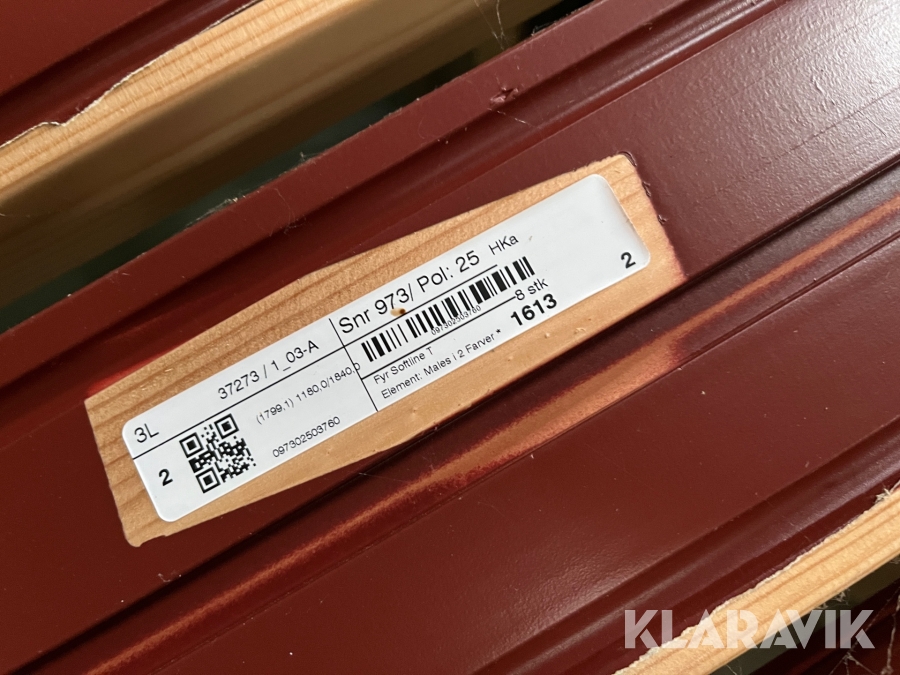 3L
37273 / 1_03-A
Snr 973/ Pol: 25 HKa
2
(1799.1) 1180.0/1840.0
097302503760
097302503760
8 stk
2
Fyr Softline T
Element: Males i 2 Farver *
1613
KLARAVIK